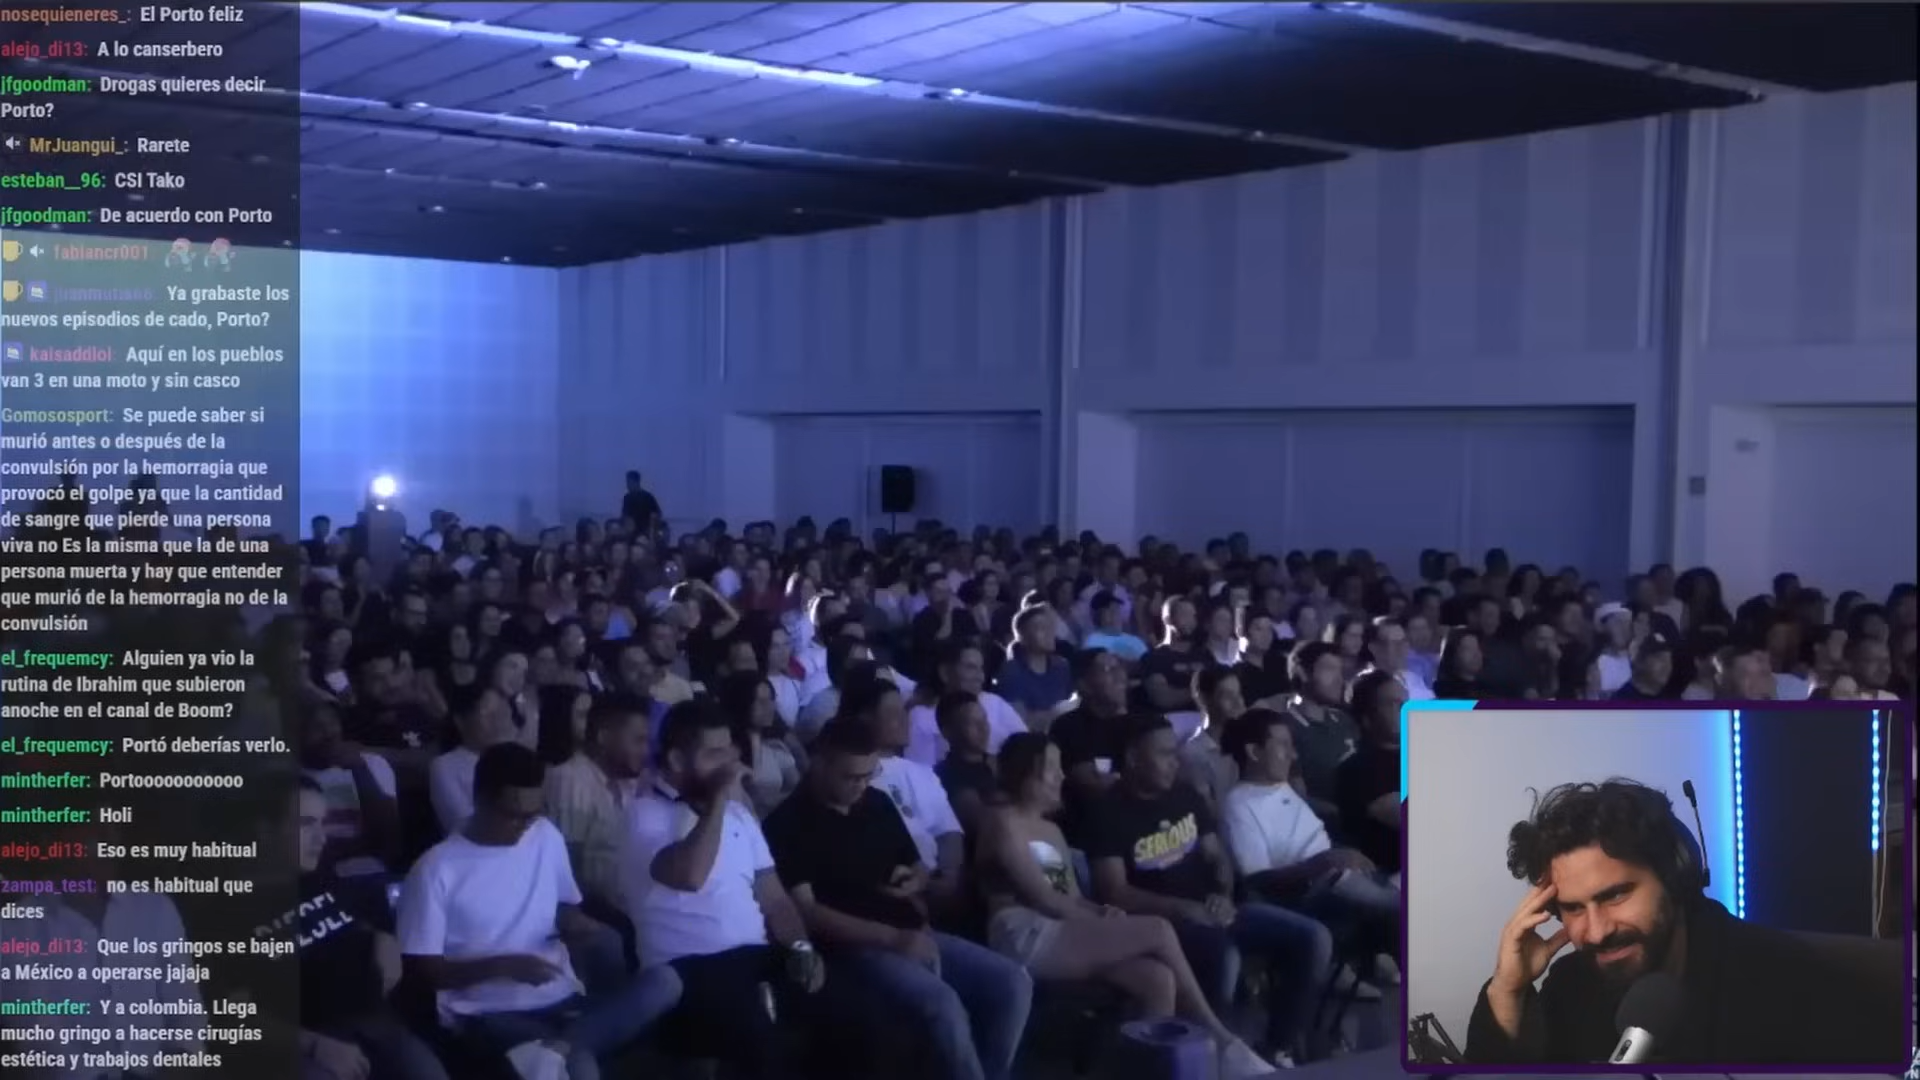 nosequieneres_: El Porto feliz
alejo_di13: A lo canserbero
jfgoodman: Drogas quieres decir
Porto?
MrJuangui_: Rarete
esteban__96: CSI Tako
jfgoodman: De acuerdo con Porto
fabiancr001
Ya grabaste los
nuevos episodios de cado, Porto?
kaisaddlol: Aquí en los pueblos
van 3 en una moto y sin casco
Gomososport: Se puede saber si
murió antes o después de la
convulsión por la hemorragia que
provocó el golpe ya que la cantidad
de sangre que pierde una persona
viva no Es la misma que la de una
persona muerta y hay que entender
que murió de la hemorragia no de la
convulsión
el_frequemcy: Alguien ya vio la
rutina de Ibrahim que subieron
anoche en el canal de Boom?
el_frequemcy: Portó deberías verlo.
mintherfer: Portooooooooooo
mintherfer: Holi
alejo_di13: Eso es muy habitual
zampa_test: no es habitual que
dices
alejo_di13: Que los gringos se bajen
a México a operarse jajaja
mintherfer: Y a colombia. Llega
mucho gringo a hacerse cirugías
estética y trabajos dentales
SERIOUS